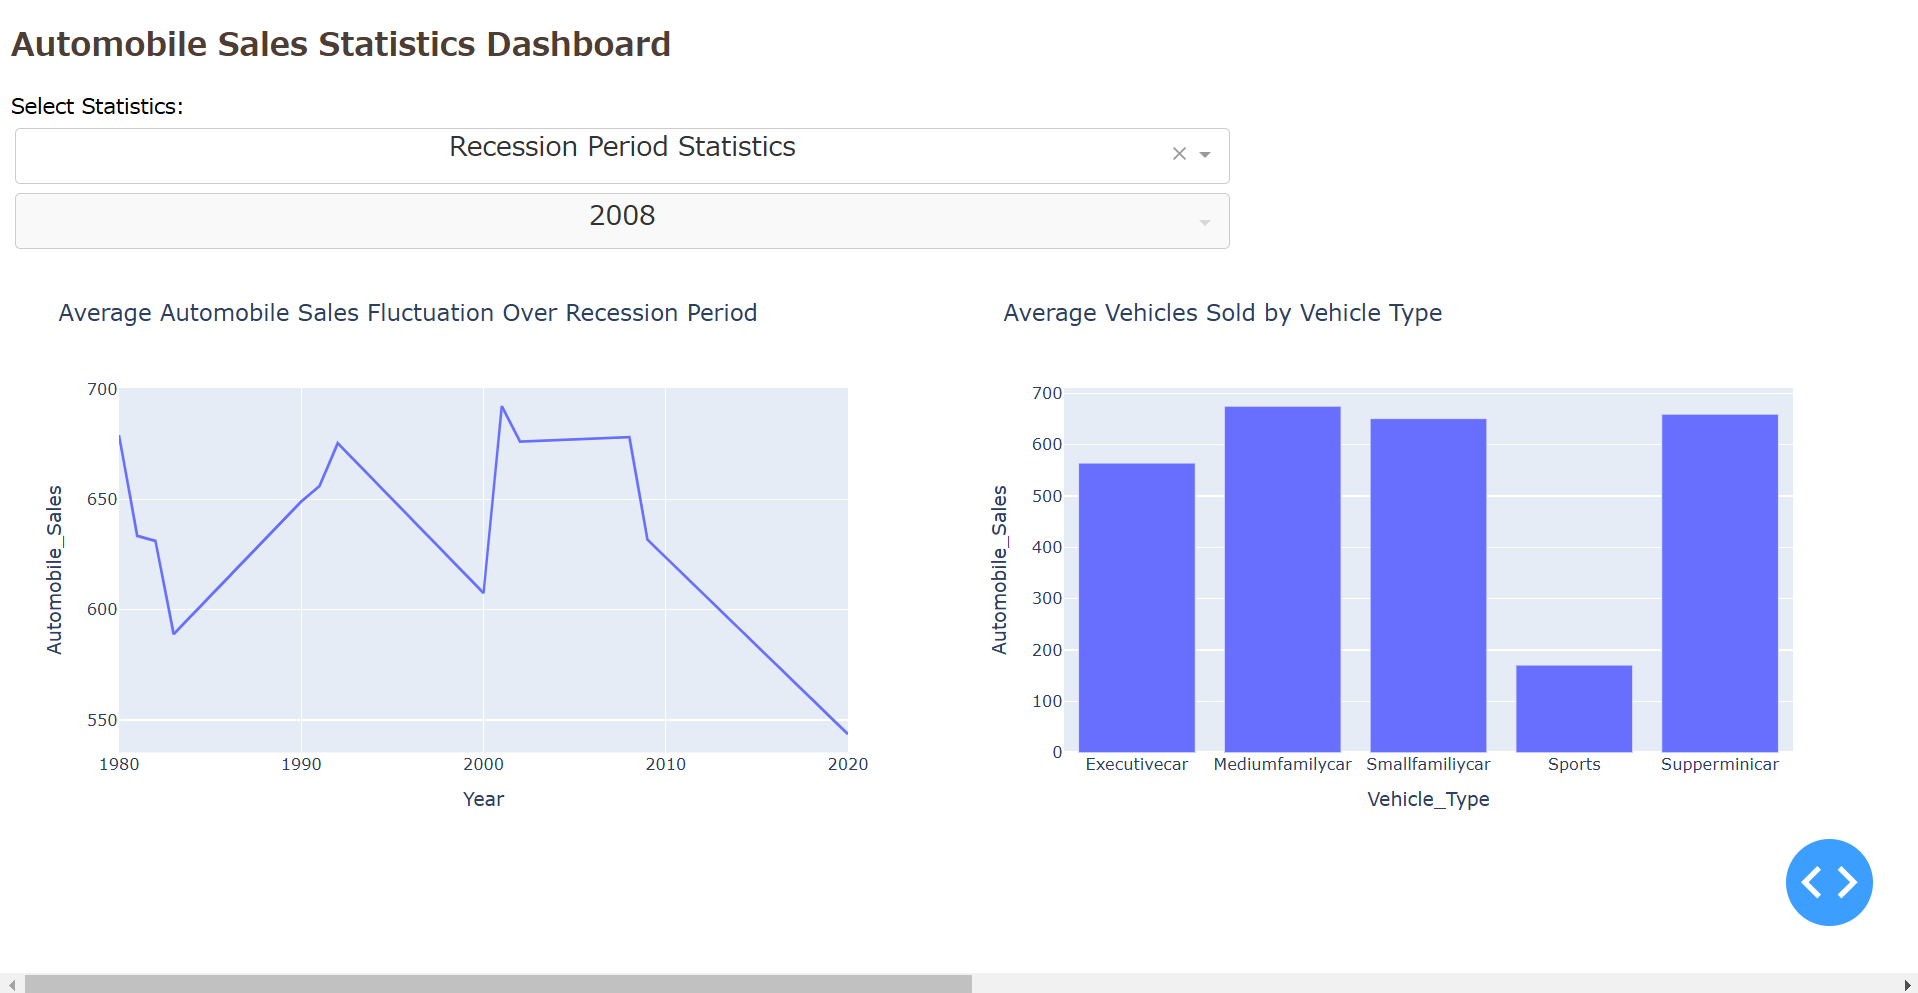 Automobile Sales Statistics Dashboard
Select Statistics:
Recession Period Statistics
2008
Average Automobile Sales Fluctuation Over Recession Period
700
650
600
550
Automobile_Sales
1980 1990 2000 2010 2020
Year
Average Vehicles Sold by Vehicle Type
700
600
500
400
300
200
100
0
Automobile_Sales
Executivecar Mediumfamilycar Smallfamiliycar Sports Supperminicar
Vehicle_Type